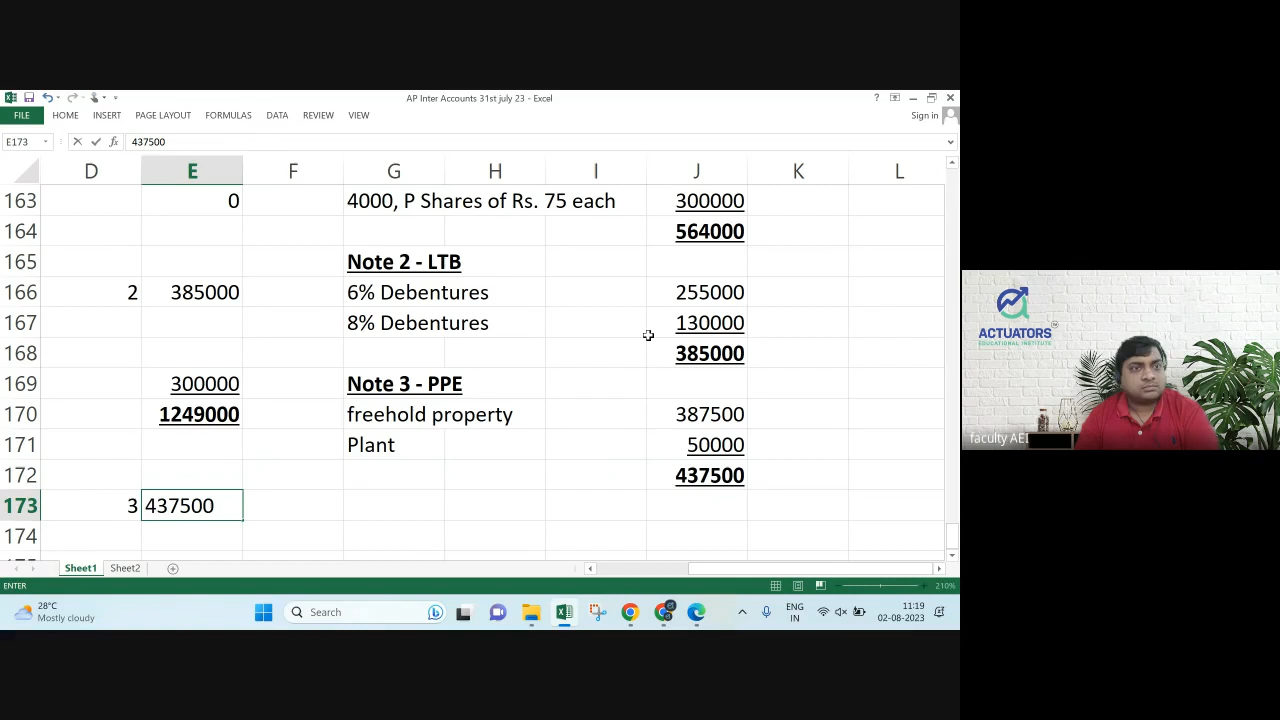 AP Inter Accounts 31st july 23 - Excel
FILE HOME INSERT PAGE LAYOUT FORMULAS DATA REVIEW VIEW Sign in
E173 fx 437500
D E F G H I J K L
163 0 4000, P Shares of Rs. 75 each 300000
164 564000
165 Note 2 - LTB
166 2 385000 6% Debentures 255000
167 8% Debentures 130000
168 385000
169 300000 Note 3 - PPE
170 1249000 freehold property 387500
171 Plant 50000
172 437500
173 3 437500
174
Sheet1 Sheet2
ENTER 210%
28°C
Mostly cloudy
Search
ENG
IN
11:19
02-08-2023
ACTUATORS
EDUCATIONAL INSTITUTE
faculty AEI